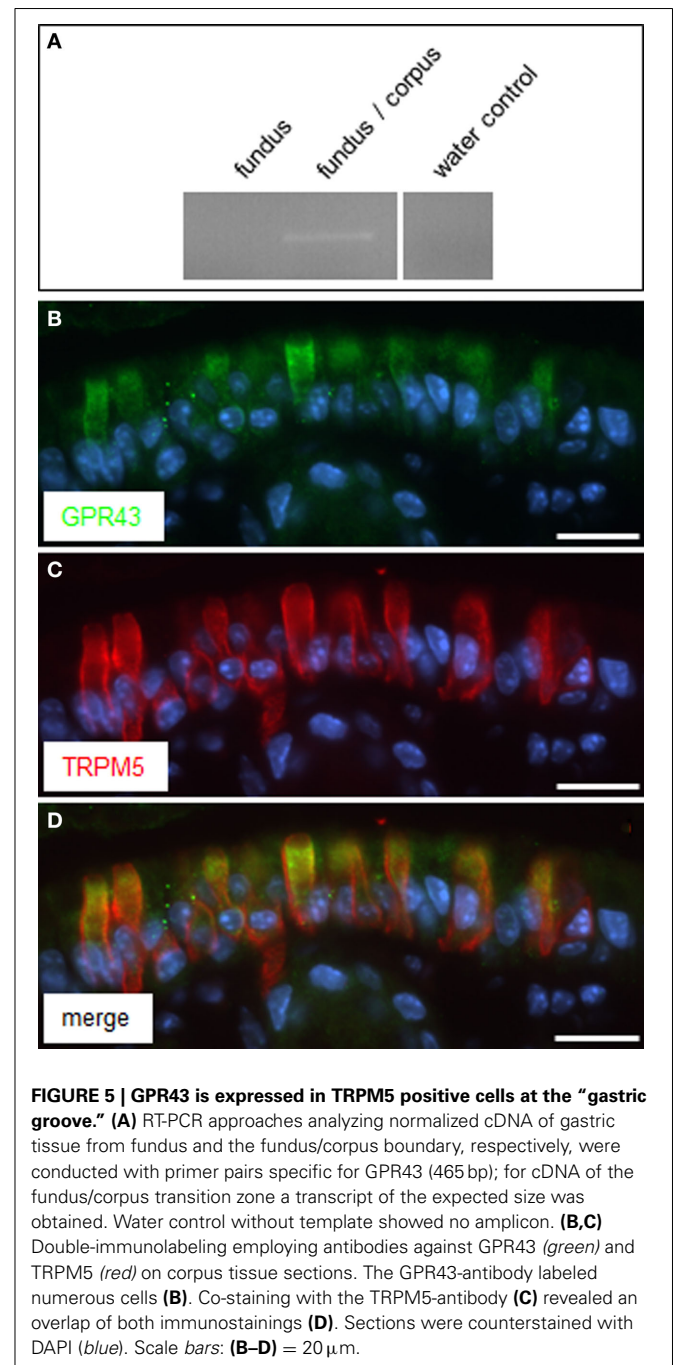 A
fundus
fundus / corpus
water control
B
GPR43
C
TRPM5
D
merge
FIGURE 5 | GPR43 is expressed in TRPM5 positive cells at the “gastric
groove.” (A) RT-PCR approaches analyzing normalized cDNA of gastric
tissue from fundus and the fundus/corpus boundary, respectively, were
conducted with primer pairs specific for GPR43 (465 bp); for cDNA of the
fundus/corpus transition zone a transcript of the expected size was
obtained. Water control without template showed no amplicon. (B,C)
Double-immunolabeling employing antibodies against GPR43 (green) and
TRPM5 (red) on corpus tissue sections. The GPR43-antibody labeled
numerous cells (B). Co-staining with the TRPM5-antibody (C) revealed an
overlap of both immunostainings (D). Sections were counterstained with
DAPI (blue). Scale bars: (B–D) = 20 µm.